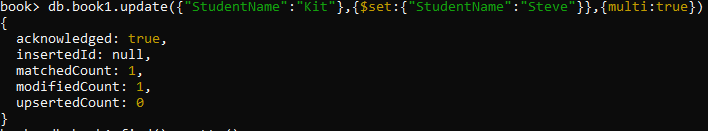 book> db.book1.update({"StudentName":"Kit"},{$set:{"StudentName":"Steve"}},{multi:true})
{
  acknowledged: true,
  insertedId: null,
  matchedCount: 1,
  modifiedCount: 1,
  upsertedCount: 0
}